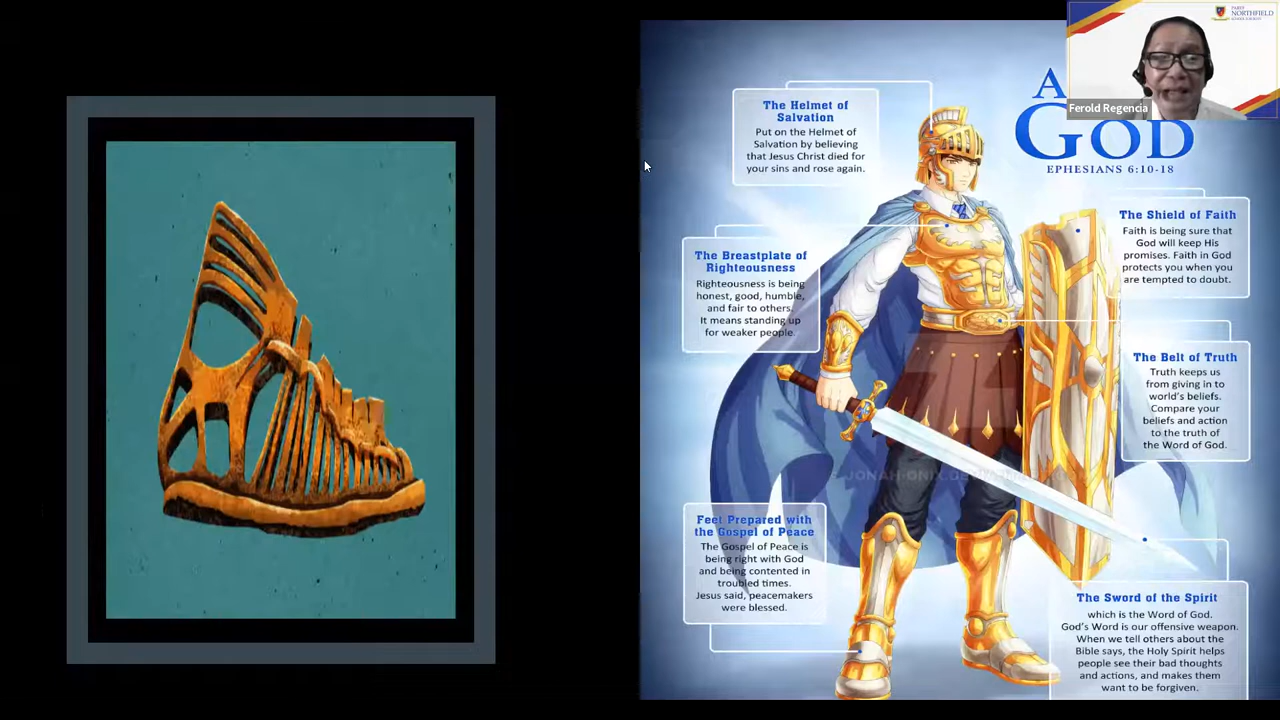 NORTHFIELD
Ferold Regencia
A
GOD
EPHESIANS 6:10-18
The Helmet of
Salvation
Put on the Helmet of
Salvation by believing
that Jesus Christ died for
your sins and rose again.
The Shield of Faith
Faith is being sure that
God will keep His
promises. Faith in God
protects you when you
are tempted to doubt.
The Breastplate of
Righteousness
Righteousness is being
honest, good, humble,
and fair to others.
It means standing up
for weaker people.
The Belt of Truth
Truth keeps us
from giving in to
world's beliefs.
Compare your
beliefs and action
to the truth of
the Word of God.
Feet Prepared with
the Gospel of Peace
The Gospel of Peace is
being right with God
and being contented in
troubled times.
Jesus said, peacemakers
were blessed.
The Sword of the Spirit
which is the Word of God.
God's Word is our offensive weapon.
When we tell others about the
Bible says, the Holy Spirit helps
people see their bad thoughts
and actions, and makes them
want to be forgiven.